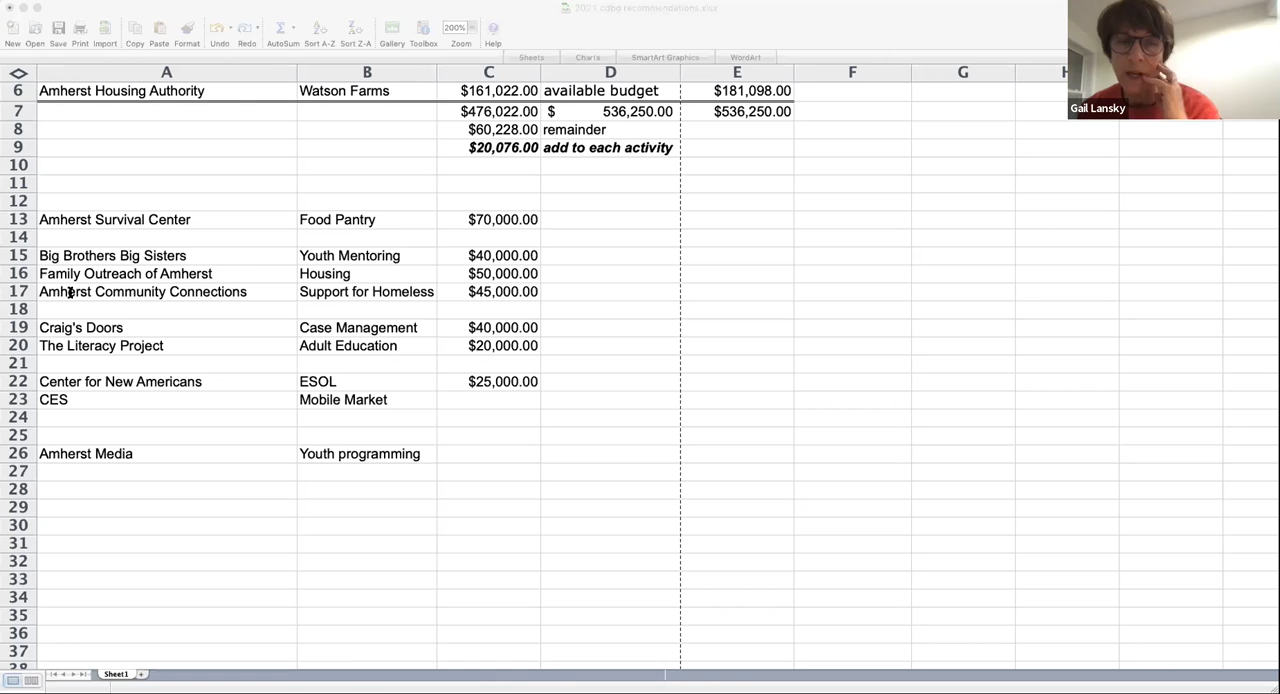 2021 cdbg recommendations.xlsx
New Open Save Print Import Copy Paste Format Undo Redo AutoSum Sort A-Z Sort Z-A Gallery Toolbox Zoom Help
200%
Sheets Charts SmartArt Graphics WordArt
A B C D E F G H
6 Amherst Housing Authority Watson Farms $161,022.00 available budget $181,098.00
Gail Lansky
7 $476,022.00 $ 536,250.00 $536,250.00
8 $60,228.00 remainder
9 $20,076.00 add to each activity
10
11
12
13 Amherst Survival Center Food Pantry $70,000.00
14
15 Big Brothers Big Sisters Youth Mentoring $40,000.00
16 Family Outreach of Amherst Housing $50,000.00
17 Amherst Community Connections Support for Homeless $45,000.00
18
19 Craig's Doors Case Management $40,000.00
20 The Literacy Project Adult Education $20,000.00
21
22 Center for New Americans ESOL $25,000.00
23 CES Mobile Market
24
25
26 Amherst Media Youth programming
27
28
29
30
31
32
33
34
35
36
37
38
Sheet1